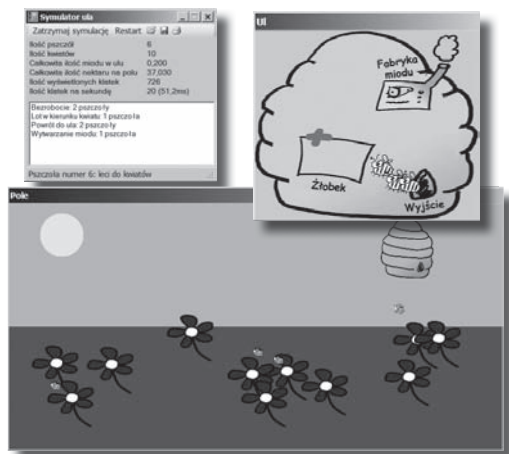 Symulator ula
Zatrzymaj symulację Restart
Ilość pszczół 6
Ilość kwiatów 10
Całkowita ilość miodu w ulu 0,200
Całkowita ilość nektaru na polu 37,030
Ilość wyświetlonych klatek 726
Ilość klatek na sekundę 20 (51,2ms)
Bezrobocie: 2 pszczoły
Lot w kierunku kwiatu: 1 pszczoła
Powrót do ula: 2 pszczoły
Wytwarzanie miodu: 1 pszczoła
Pszczoła numer 6: leci do kwiatów
Ul
Fabryka
miodu
Żłobek
Wyjście
Pole